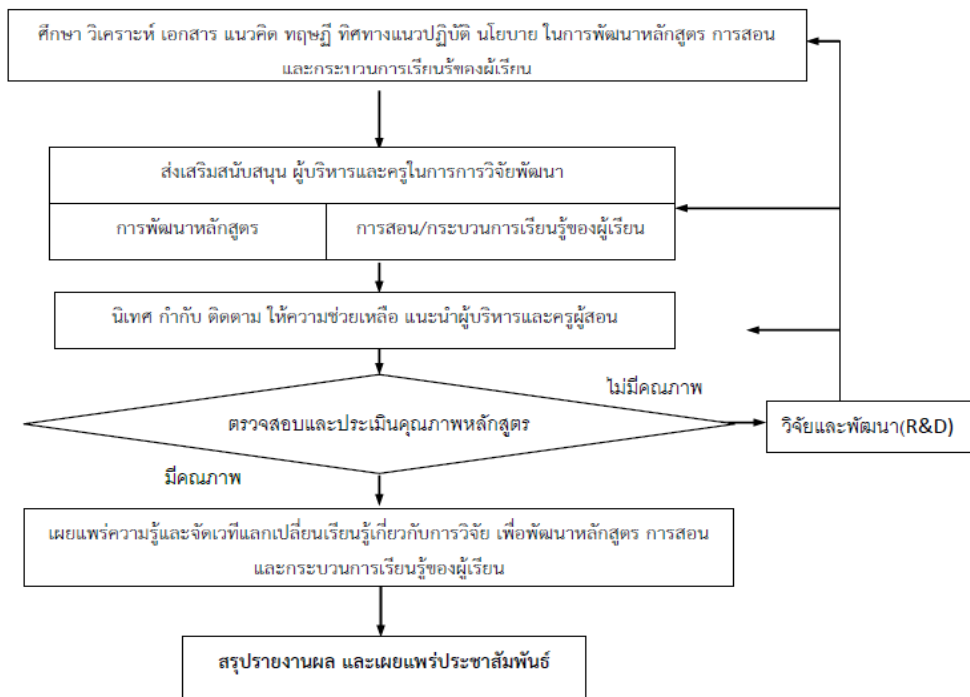 ศึกษา วิเคราะห์ เอกสาร แนวคิด ทฤษฏี ทิศทางแนวปฏิบัติ นโยบาย ในการพัฒนาหลักสูตร การสอน
และกระบวนการเรียนรู้ของผู้เรียน
ส่งเสริมสนับสนุน ผู้บริหารและครูในการการวิจัยพัฒนา
การพัฒนาหลักสูตร
การสอน/กระบวนการเรียนรู้ของผู้เรียน
นิเทศ กำกับ ติดตาม ให้ความช่วยเหลือ แนะนำผู้บริหารและครูผู้สอน
ไม่มีคุณภาพ
ตรวจสอบและประเมินคุณภาพหลักสูตร
วิจัยและพัฒนา(R&D)
มีคุณภาพ
เผยแพร่ความรู้และจัดเวทีแลกเปลี่ยนเรียนรู้เกี่ยวกับการวิจัย เพื่อพัฒนาหลักสูตร การสอน
และกระบวนการเรียนรู้ของผู้เรียน
สรุปรายงานผล และเผยแพร่ประชาสัมพันธ์